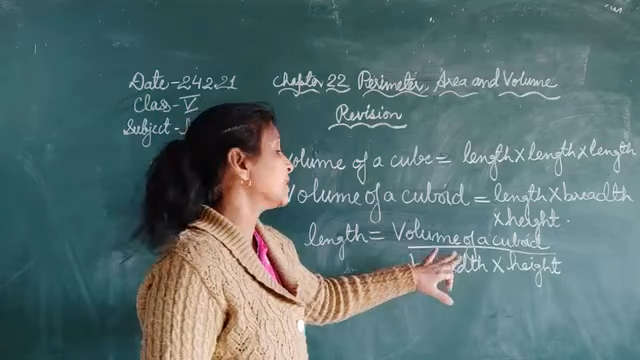 Date - 24.2.21
Chapter 22 Perimeter, Area and Volume
Class - V
Revision
Subject -
Volume of a cube = length × length × length
Volume of a cuboid = length × breadth
× height.
length = Volume of a cuboid
× height